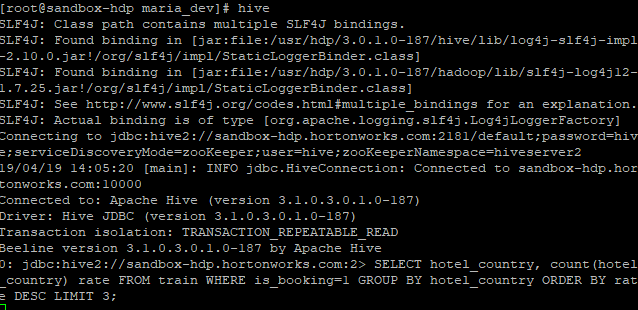 [root@sandbox-hdp maria_dev]# hive
SLF4J: Class path contains multiple SLF4J bindings.
SLF4J: Found binding in [jar:file:/usr/hdp/3.0.1.0-187/hive/lib/log4j-slf4j-impl
-2.10.0.jar!/org/slf4j/impl/StaticLoggerBinder.class]
SLF4J: Found binding in [jar:file:/usr/hdp/3.0.1.0-187/hadoop/lib/slf4j-log4j12-
1.7.25.jar!/org/slf4j/impl/StaticLoggerBinder.class]
SLF4J: See http://www.slf4j.org/codes.html#multiple_bindings for an explanation.
SLF4J: Actual binding is of type [org.apache.logging.slf4j.Log4jLoggerFactory]
Connecting to jdbc:hive2://sandbox-hdp.hortonworks.com:2181/default;password=hiv
e;serviceDiscoveryMode=zooKeeper;user=hive;zooKeeperNamespace=hiveserver2
19/04/19 14:05:20 [main]: INFO jdbc.HiveConnection: Connected to sandbox-hdp.hor
tonworks.com:10000
Connected to: Apache Hive (version 3.1.0.3.0.1.0-187)
Driver: Hive JDBC (version 3.1.0.3.0.1.0-187)
Transaction isolation: TRANSACTION_REPEATABLE_READ
Beeline version 3.1.0.3.0.1.0-187 by Apache Hive
0: jdbc:hive2://sandbox-hdp.hortonworks.com:2> SELECT hotel_country, count(hotel
_country) rate FROM train WHERE is_booking=1 GROUP BY hotel_country ORDER BY rat
e DESC LIMIT 3;